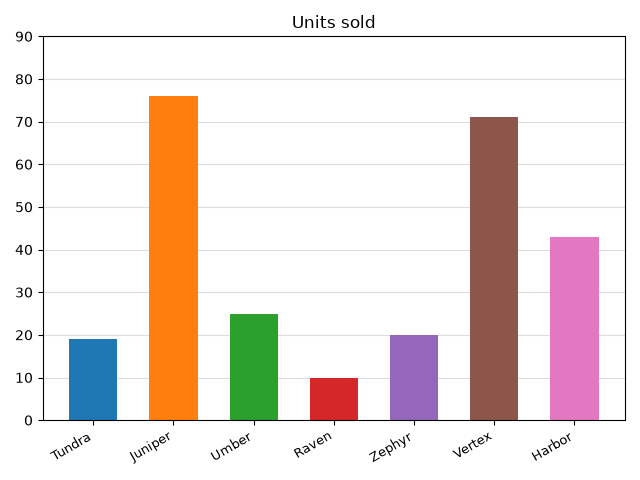 Units sold
90
80
70
60
50
40
30
20
10
0
Tundra
Juniper
Umber
Raven
Zephyr
Vertex
Harbor